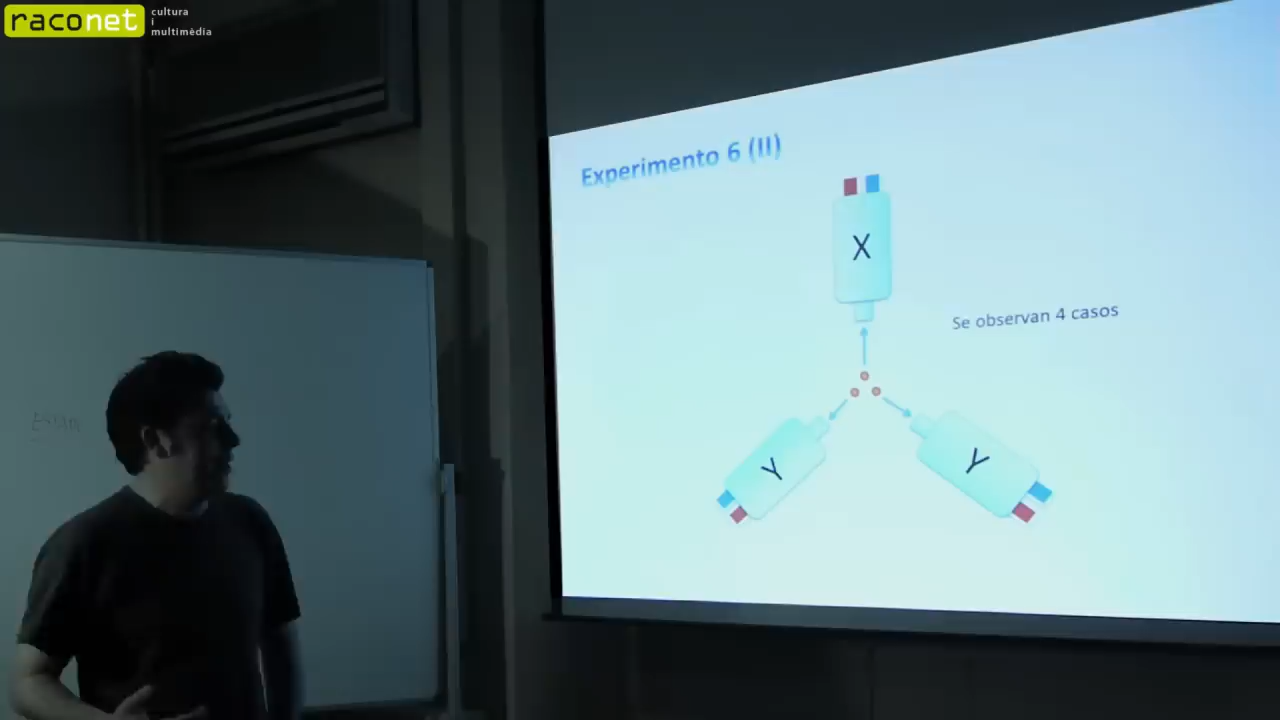 raconet
cultura
i
multimèdia
Experimento 6 (II)
X
Se observan 4 casos
Y
Y